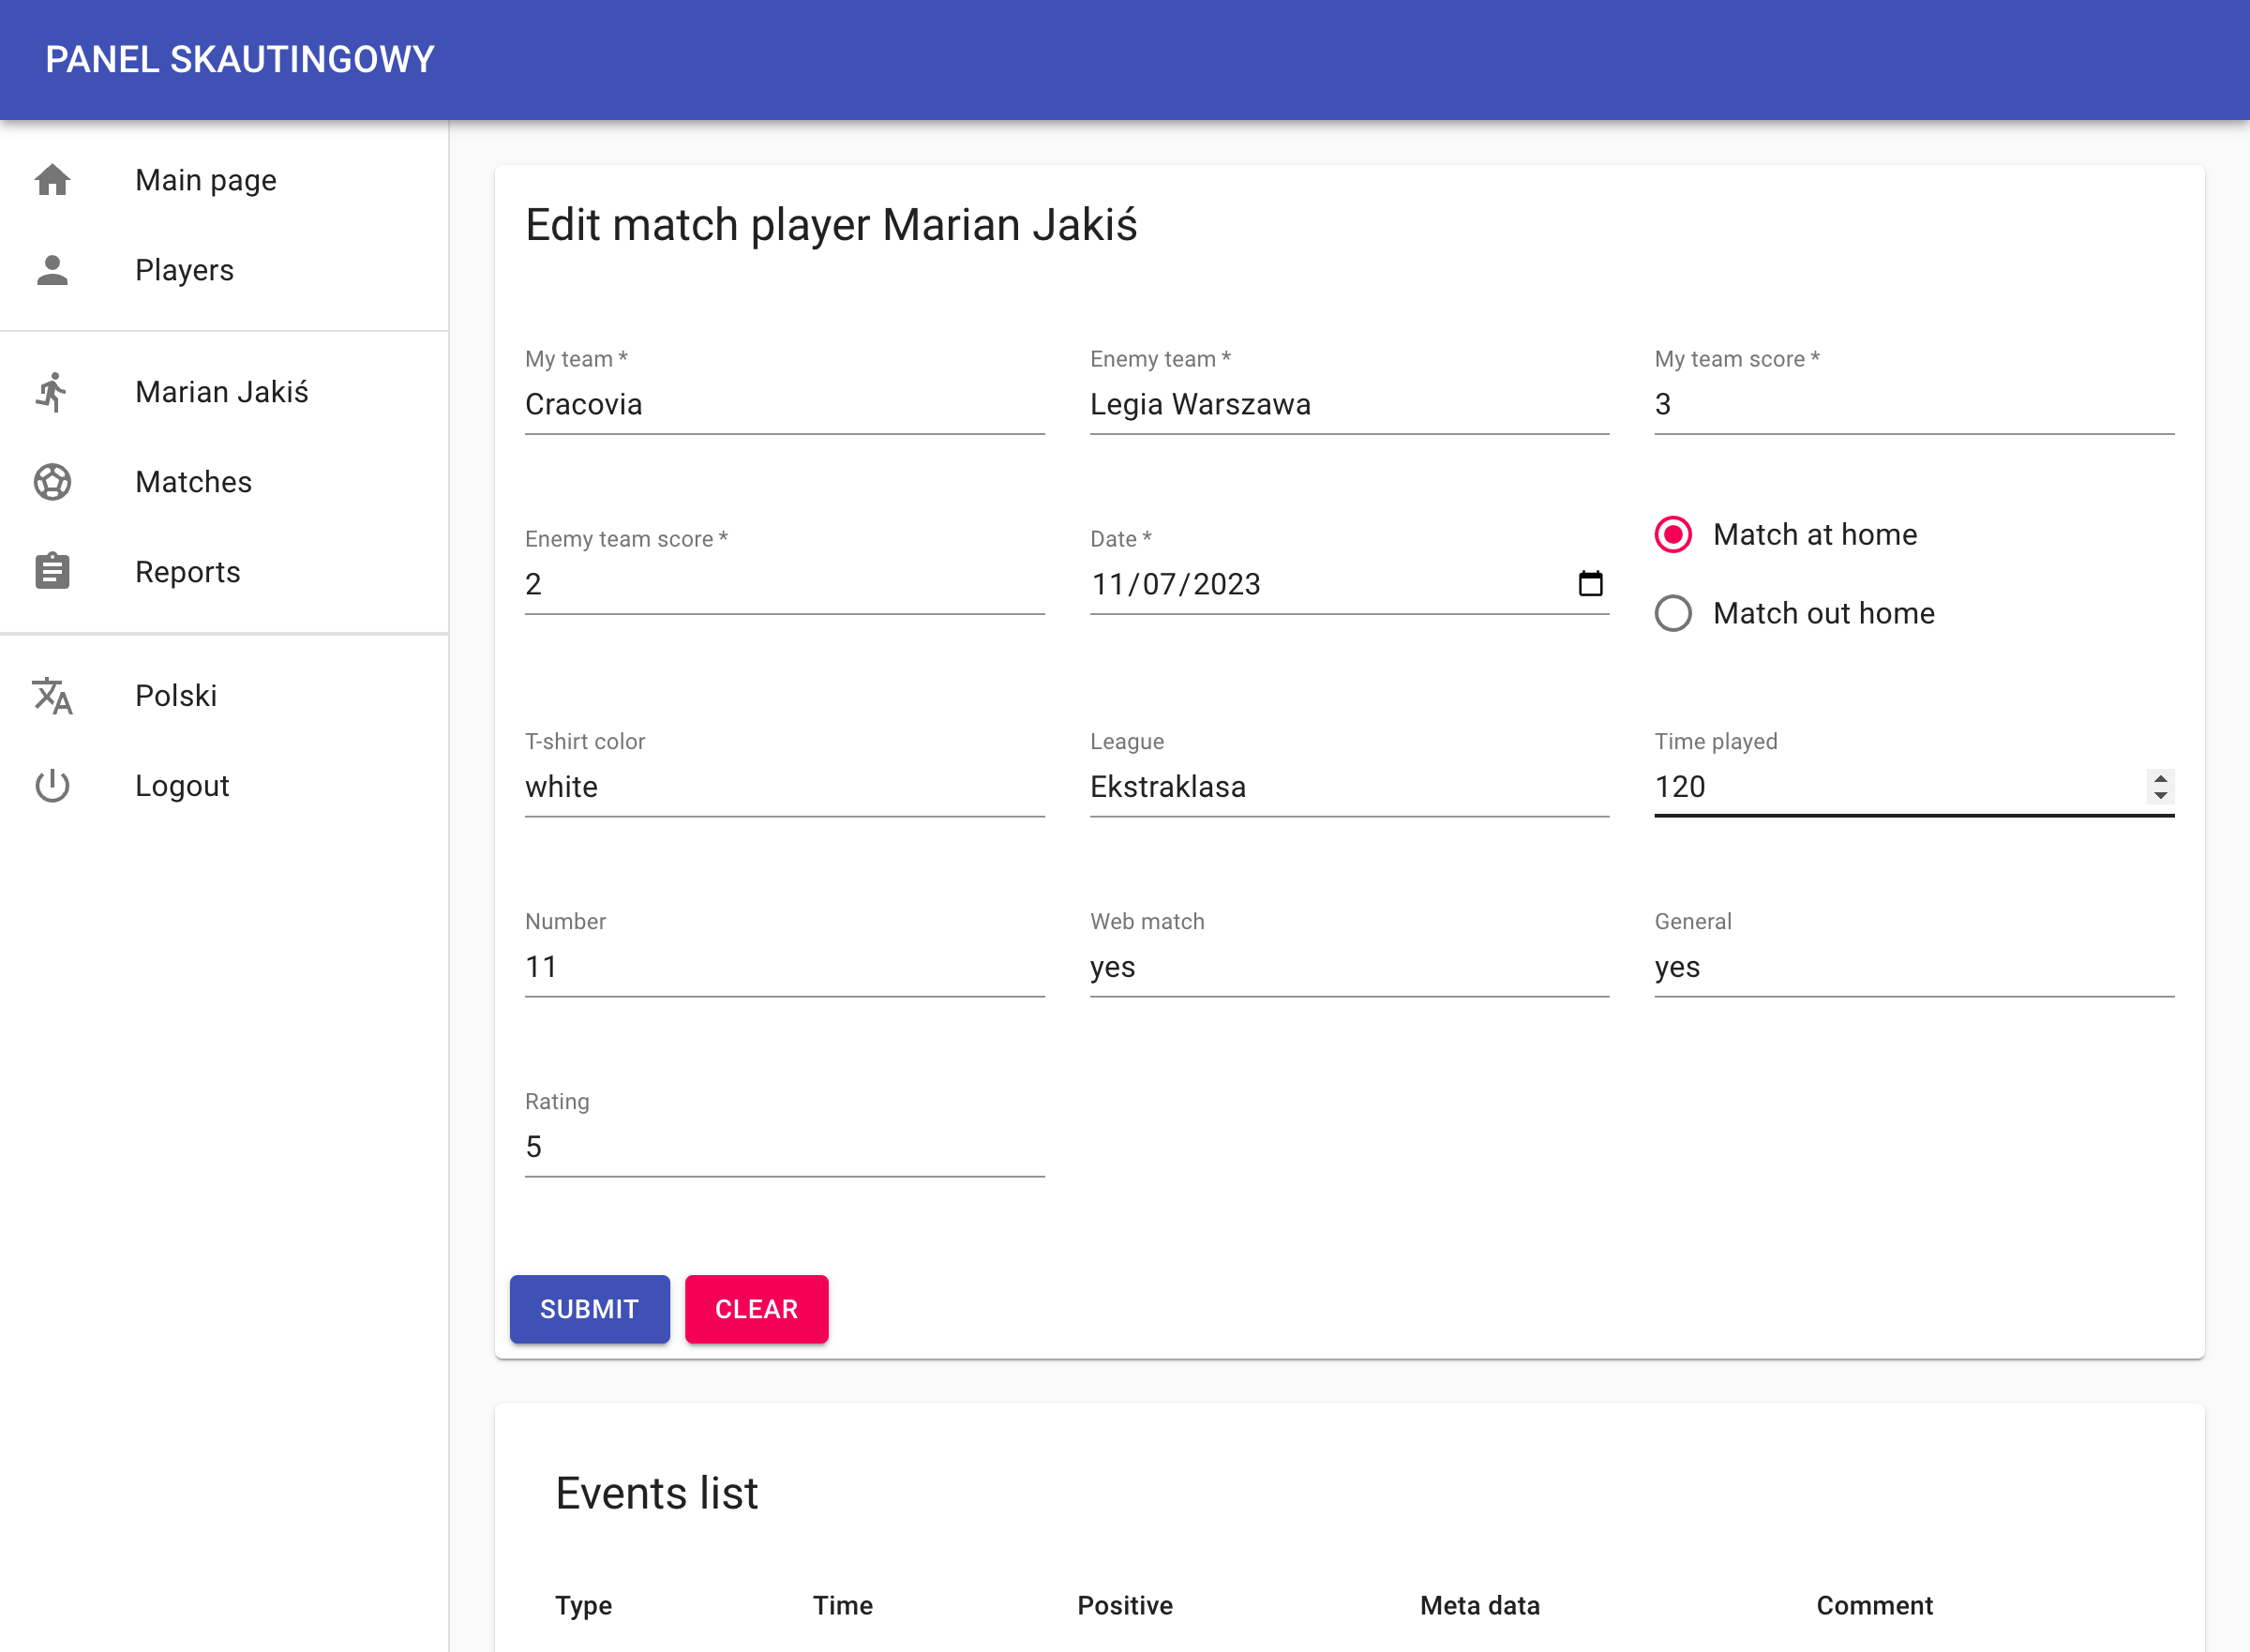 PANEL SKAUTINGOWY
Main page
Players
Marian Jakiś
Matches
Reports
Polski
Logout
Edit match player Marian Jakiś
My team *
Cracovia
Enemy team *
Legia Warszawa
My team score *
3
Enemy team score *
2
Date *
11/07/2023
Match at home
Match out home
T-shirt color
white
League
Ekstraklasa
Time played
120
Number
11
Web match
yes
General
yes
Rating
5
SUBMIT
CLEAR
Events list
Type
Time
Positive
Meta data
Comment